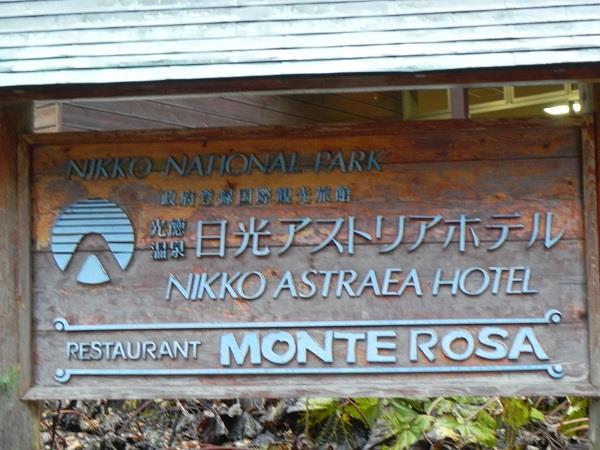 NIKKO NATIONAL PARK
政府登録国際観光旅館
光徳温泉 日光アストリアホテル
NIKKO ASTRAEA HOTEL
RESTAURANT MONTE ROSA